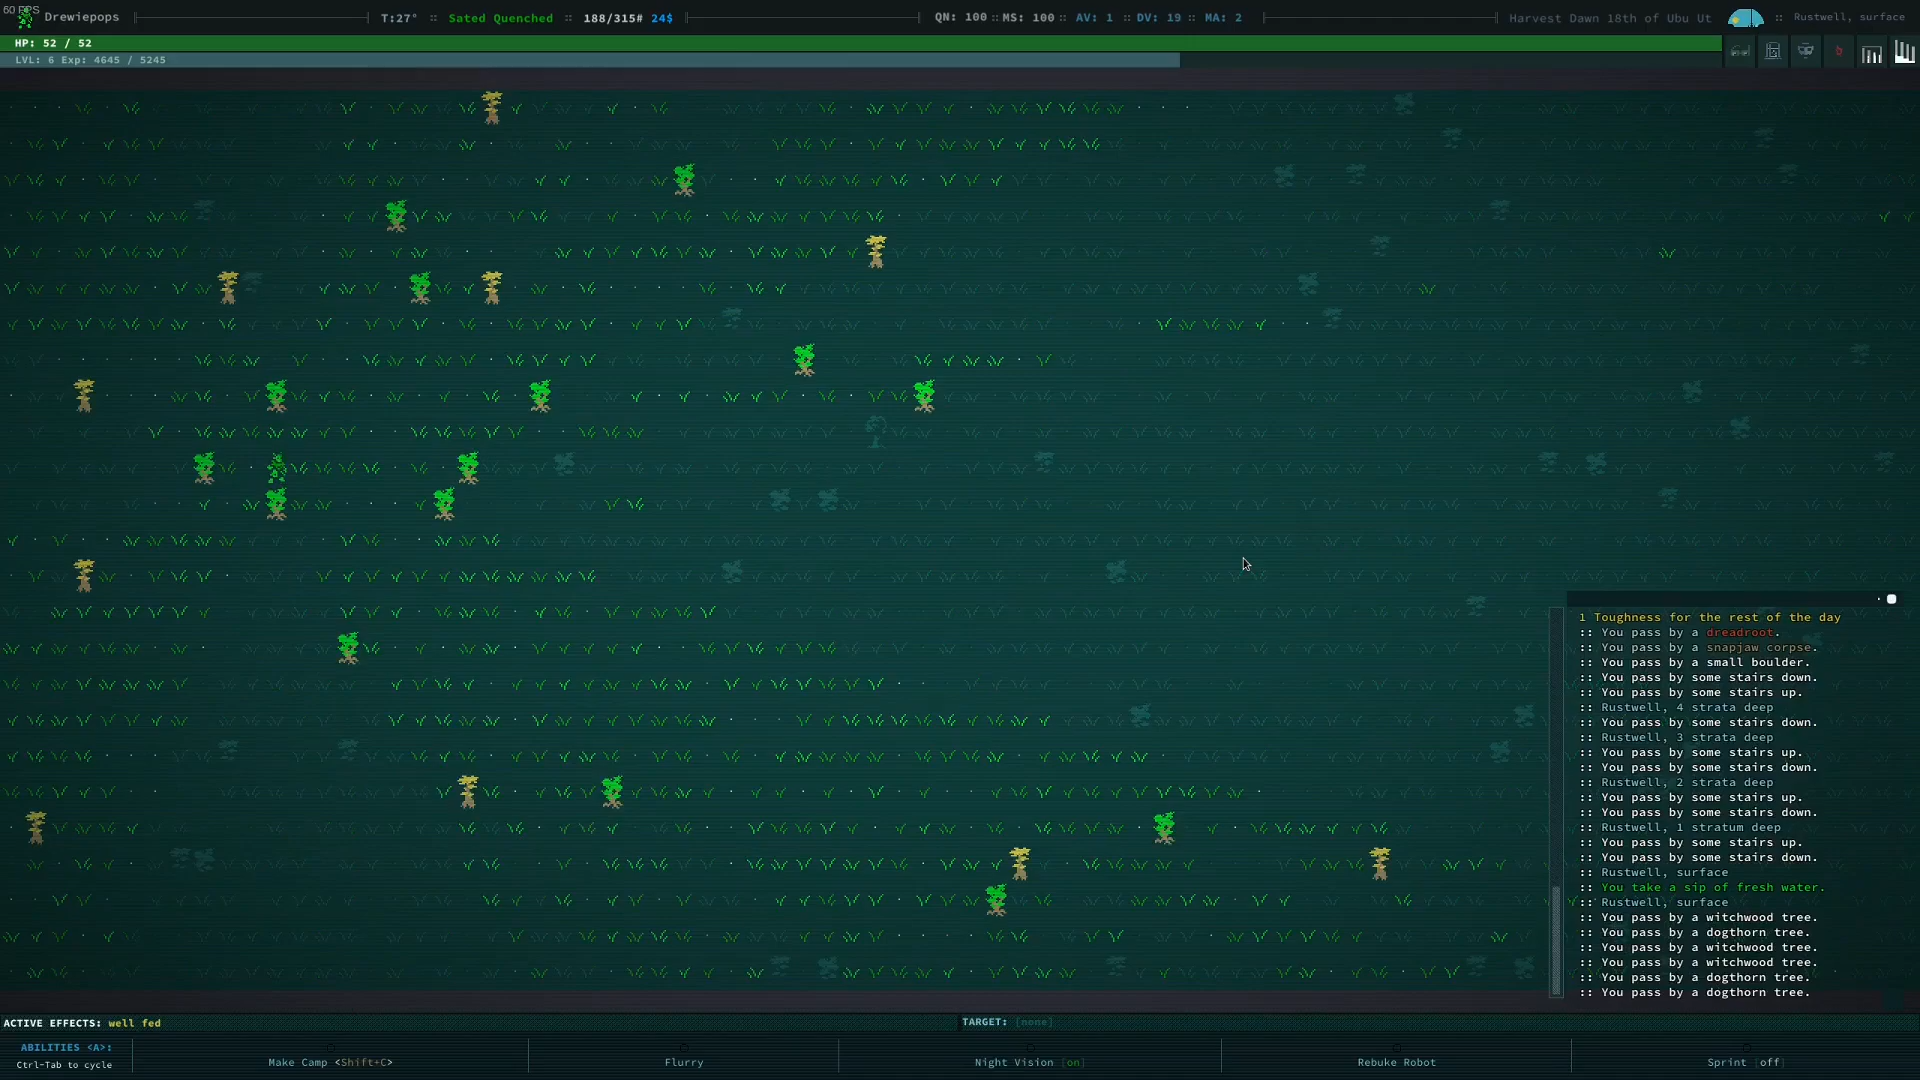 60 FPS
Drewiepops
T:27° :: Sated Quenched :: 188/315# 24$
QN: 100 :: MS: 100 :: AV: 1 :: DV: 19 :: MA: 2
Harvest Dawn 18th of Ubu Ut
:: Rustwell, surface
HP: 52 / 52
LVL: 6 Exp: 4645 / 5245
1 Toughness for the rest of the day
:: You pass by a dreadroot.
:: You pass by a snapjaw corpse.
:: You pass by a small boulder.
:: You pass by some stairs down.
:: You pass by some stairs up.
:: Rustwell, 4 strata deep
:: You pass by some stairs down.
:: Rustwell, 3 strata deep
:: You pass by some stairs up.
:: You pass by some stairs down.
:: Rustwell, 2 strata deep
:: You pass by some stairs up.
:: You pass by some stairs down.
:: Rustwell, 1 stratum deep
:: You pass by some stairs up.
:: You pass by some stairs down.
:: Rustwell, surface
:: You take a sip of fresh water.
:: Rustwell, surface
:: You pass by a witchwood tree.
:: You pass by a dogthorn tree.
:: You pass by a witchwood tree.
:: You pass by a witchwood tree.
:: You pass by a dogthorn tree.
:: You pass by a dogthorn tree.
ACTIVE EFFECTS: well fed
TARGET: [none]
ABILITIES <A>:
Ctrl-Tab to cycle
Make Camp <Shift+C>
Flurry
Night Vision [on]
Rebuke Robot
Sprint [off]